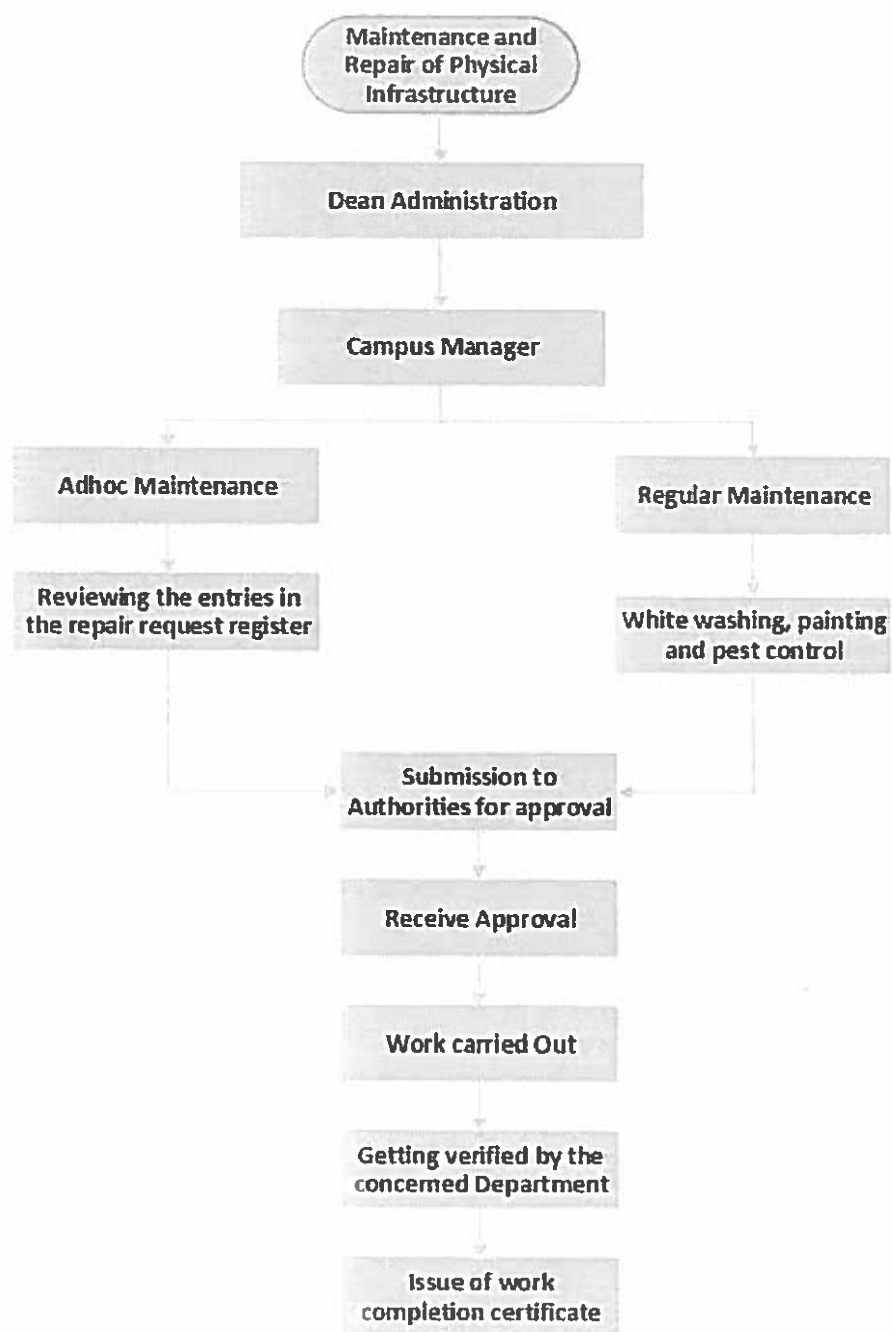 Maintenance and
Repair of Physical
Infrastructure
Dean Administration
Campus Manager
Adhoc Maintenance
Regular Maintenance
Reviewing the entries in
the repair request register
White washing, painting
and pest control
Submission to
Authorities for approval
Receive Approval
Work carried Out
Getting verified by the
concerned Department
Issue of work
completion certificate